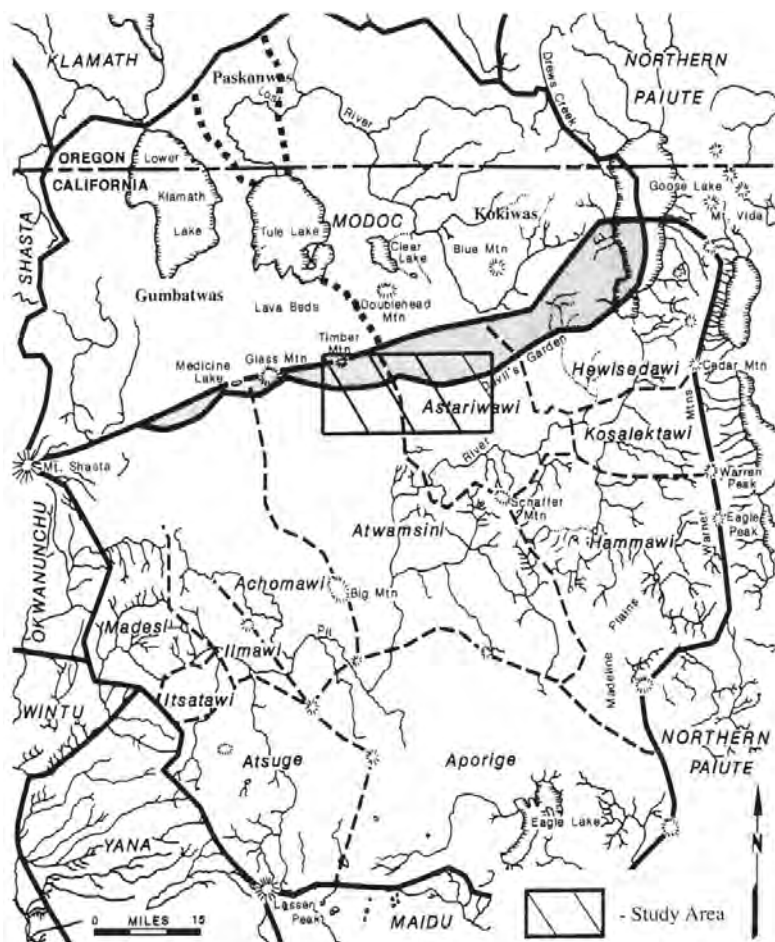 KLAMATH
NORTHERN
PAIUTE
Paskanwas
Lost
River
Drews Creek
OREGON
CALIFORNIA
Lower
Klamath
Lake
Tule Lake
MODOC
Clear
Lake
Kokiwas
Blue Mtn
Goose Lake
Mt. Vida
SHASTA
Gumbatwas
Lava Beds
Doublehead
Mtn
Timber
Mtn
Glass Mtn
Medicine
Lake
Devil's Garden
Hewisedawi
Cedar Mtn
Astariwawi
Kosalektawi
Mtns
Mt. Shasta
River
Warren
Peak
Schaffer
Mtn
Pit
Eagle
Peak
Atwamsini
Hammawi
Warner
OKWANUNCHU
Achomawi
Big Mtn
Madesi
Ilmawi
Pit
Plains
Madeline
Itsatawi
WINTU
NORTHERN
PAIUTE
Atsuge
Aporige
Eagle Lake
YANA
N
Lassen
Peak
0 MILES 15
MAIDU
- Study Area